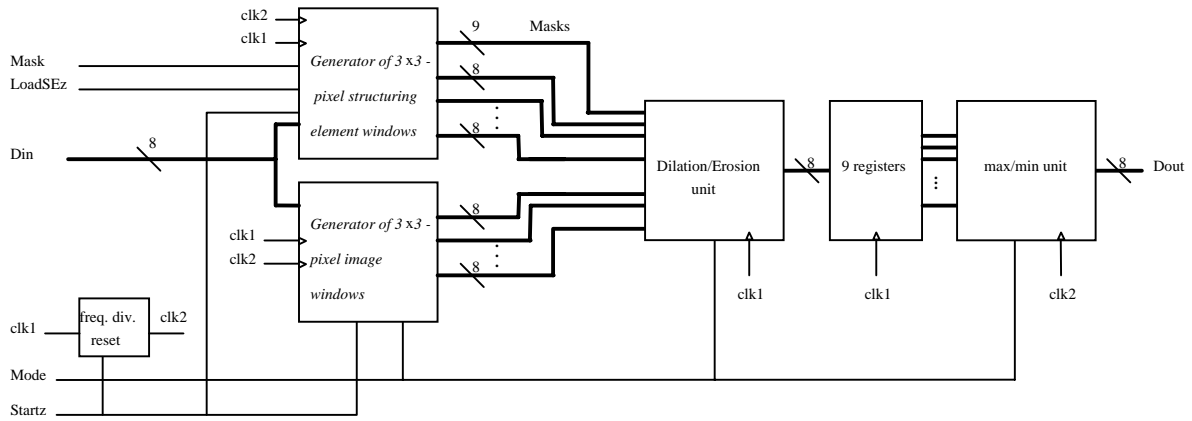 clk2
clk1
Mask
LoadSEz
Din
8
Generator of 3 x3 -
pixel structuring
element windows
9
Masks
8
8
Generator of 3 x3 -
pixel image
windows
clk1
clk2
8
8
Dilation/Erosion
unit
clk1
8
9 registers
clk1
max/min unit
clk2
8
Dout
clk1
freq. div.
reset
clk2
Mode
Startz